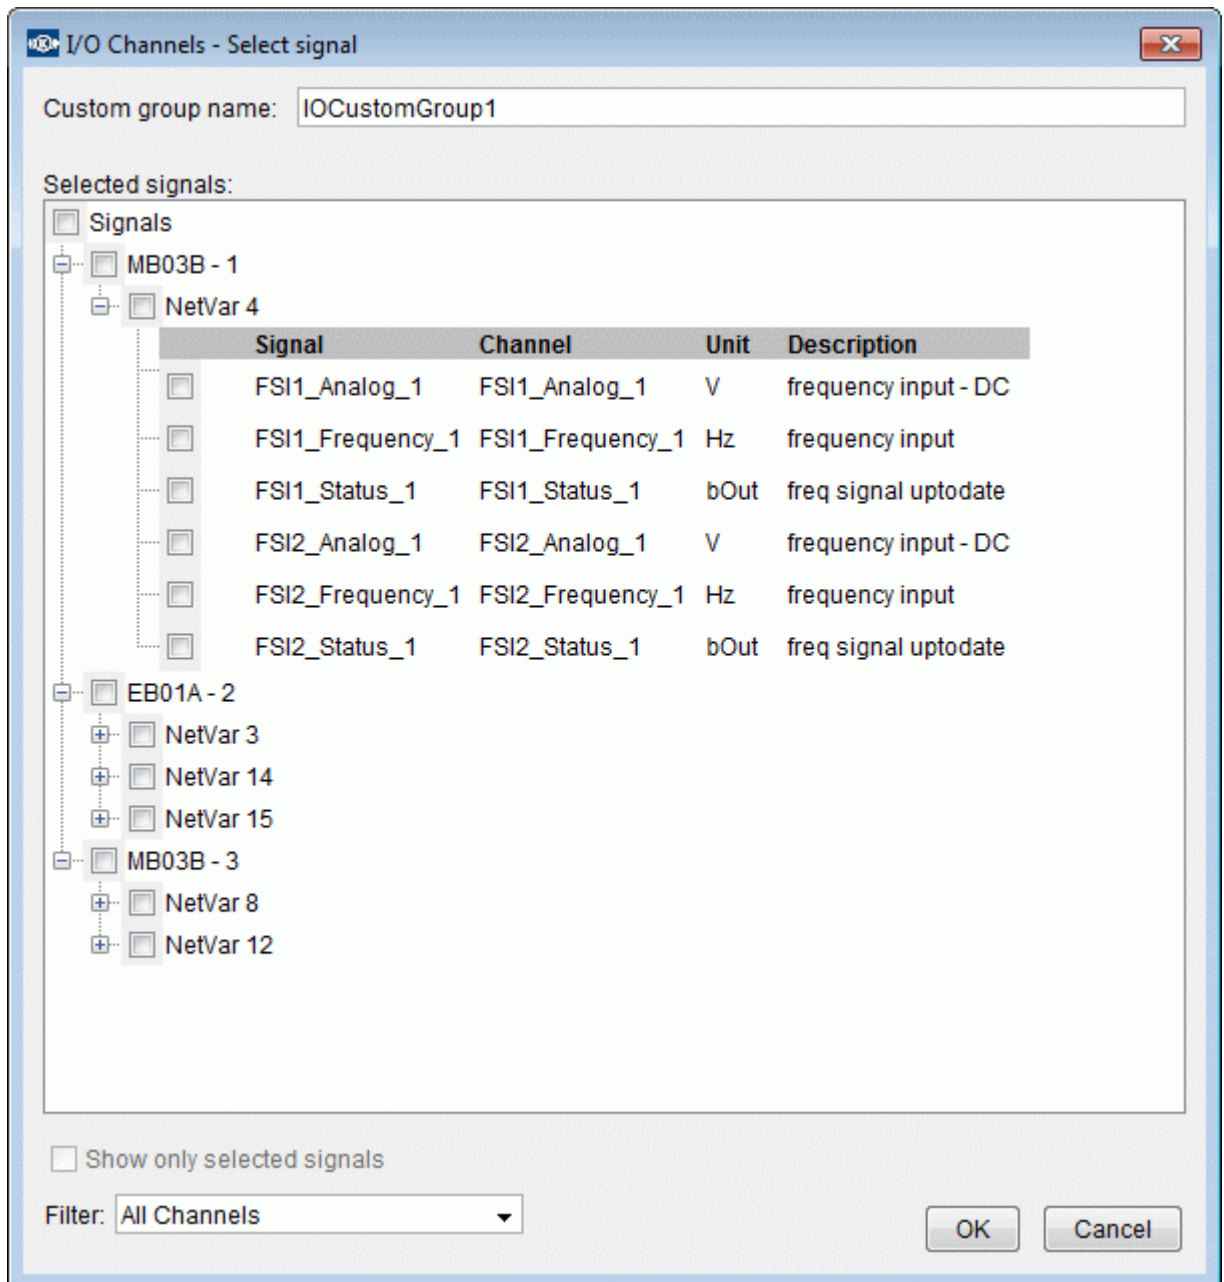 I/O Channels - Select signal
Custom group name: IOCustomGroup1
Selected signals:
Signals
MB03B - 1
NetVar 4
Signal Channel Unit Description
FSI1_Analog_1 FSI1_Analog_1 V frequency input - DC
FSI1_Frequency_1 FSI1_Frequency_1 Hz frequency input
FSI1_Status_1 FSI1_Status_1 bOut freq signal uptodate
FSI2_Analog_1 FSI2_Analog_1 V frequency input - DC
FSI2_Frequency_1 FSI2_Frequency_1 Hz frequency input
FSI2_Status_1 FSI2_Status_1 bOut freq signal uptodate
EB01A - 2
NetVar 3
NetVar 14
NetVar 15
MB03B - 3
NetVar 8
NetVar 12
Show only selected signals
Filter: All Channels
OK Cancel